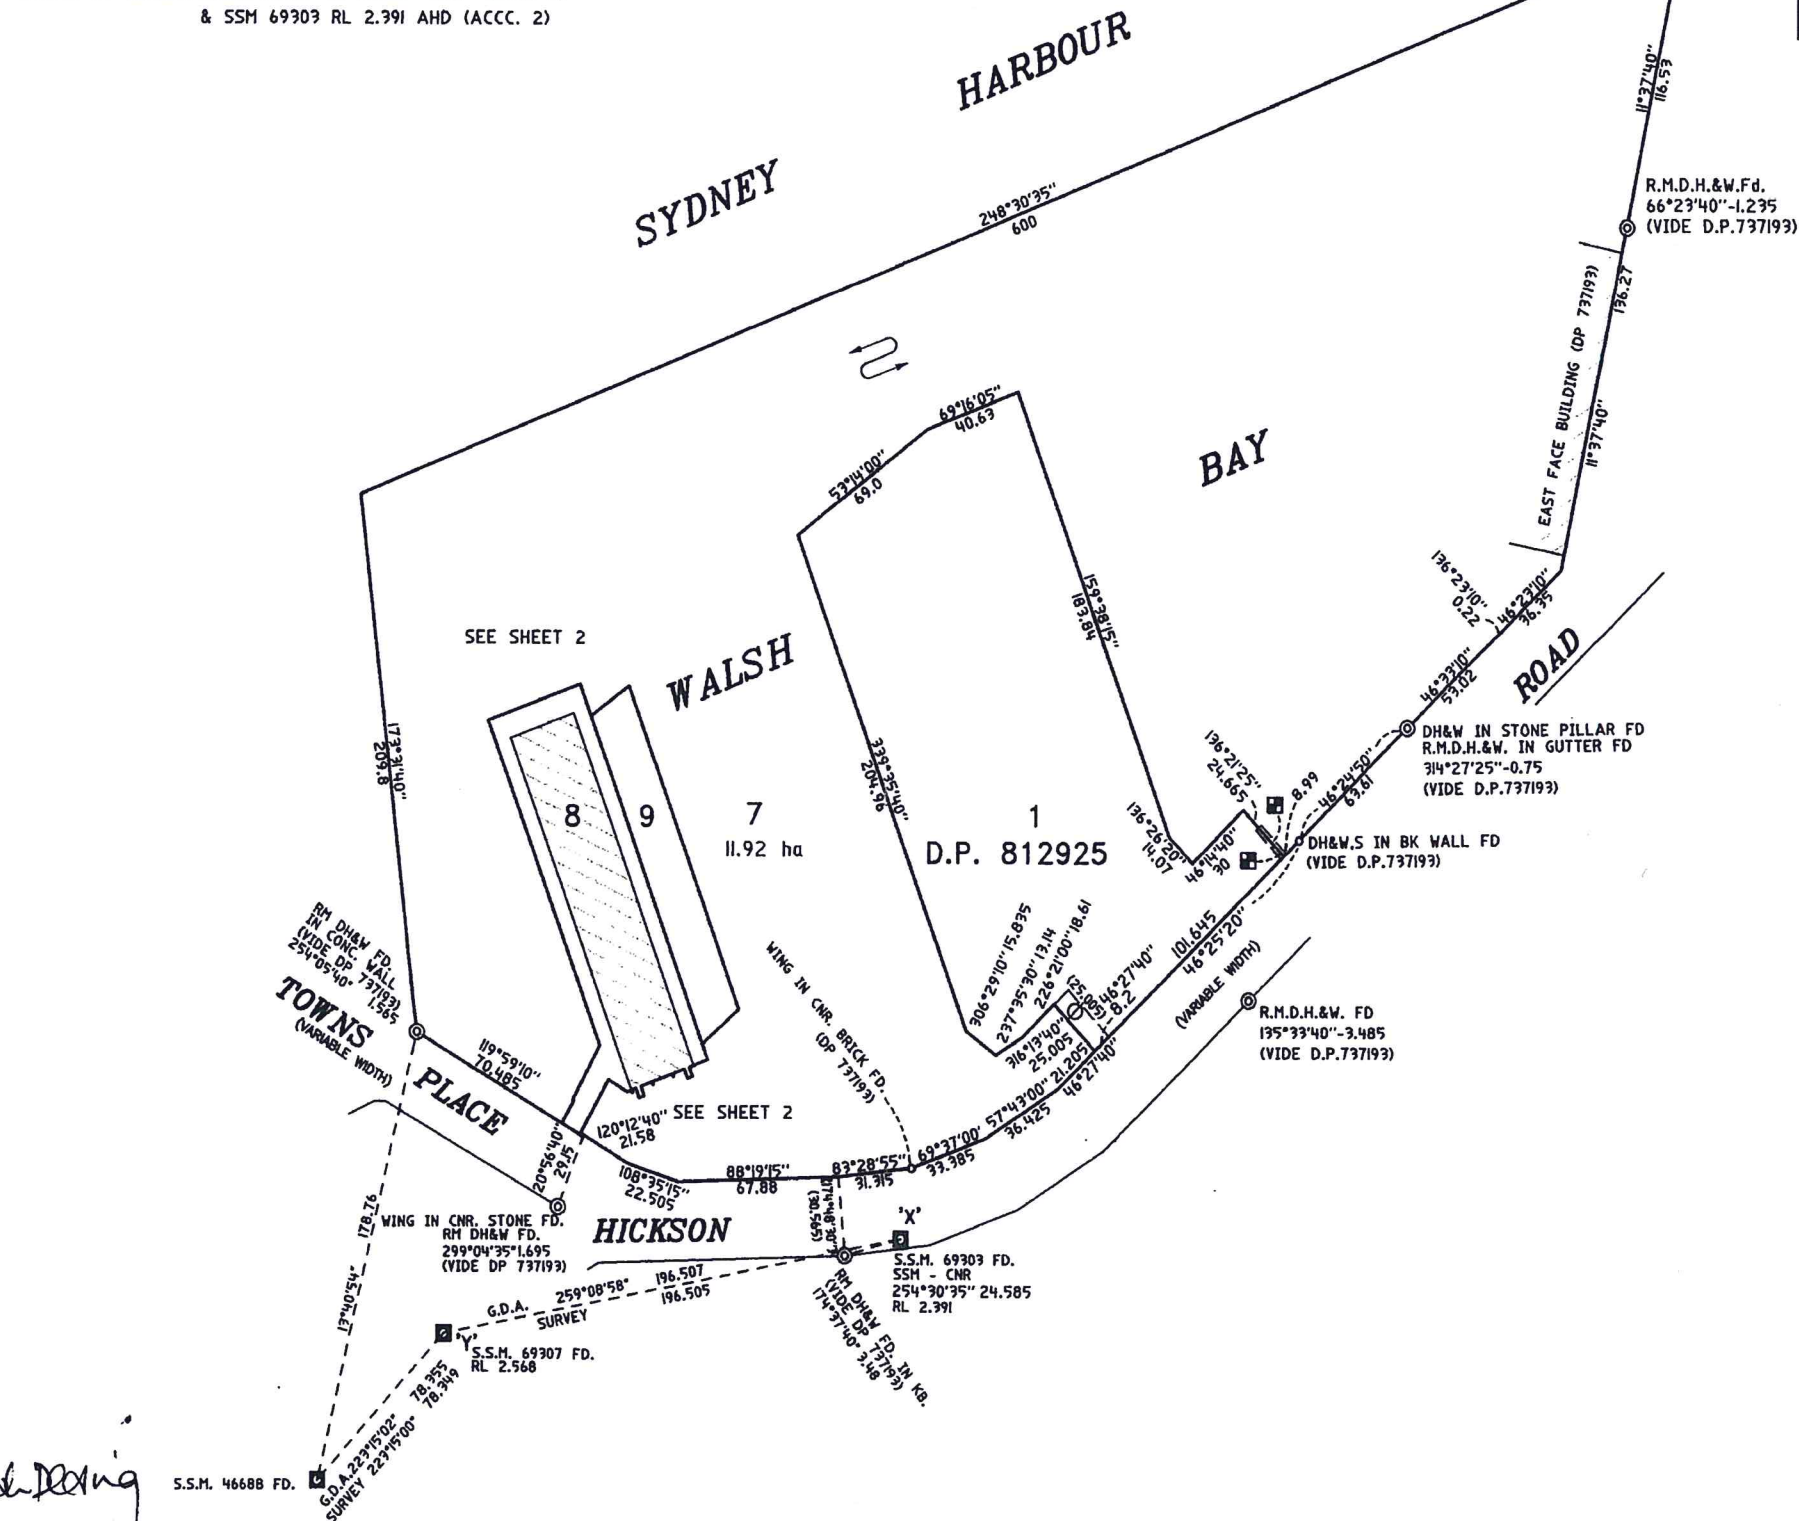 & SSM 69303 RL 2.391 AHD (ACCC. 2)
HARBOUR
SYDNEY
248°30'35"
600
11°37'40"
116.53
R.M.D.H.&W.Fd.
66°23'40"-1.235
(VIDE D.P.737193)
136.27
EAST FACE BUILDING (DP 737193)
11°37'40"
69°16'05"
40.63
53°14'00"
69.0
BAY
159°38'15"
183.84
136°23'10"
0.22
46°23'10"
36.35
ROAD
46°33'10"
53.02
SEE SHEET 2
WALSH
173°31'40"
209.8
339°35'40"
204.96
DH&W IN STONE PILLAR FD
R.M.D.H.&W. IN GUTTER FD
314°27'25"-0.75
(VIDE D.P.737193)
136°21'25"
24.665
8.99
46°24'50"
63.61
8
9
7
11.92 ha
1
D.P. 812925
136°26'20"
14.07
46°14'40"
30
DH&W.S IN BK WALL FD
(VIDE D.P.737193)
RM DH&W FD.
IN CONC. WALL
(VIDE DP 737193)
254°05'40" 1.565
306°29'10" 15.835
237°35'30" 13.14
226°21'00" 18.61
(25.005)
46°27'40"
8.2
101.645
46°25'20"
(VARIABLE WIDTH)
R.M.D.H.&W. FD
135°33'40"-3.485
(VIDE D.P.737193)
WING IN CNR. BRICK FD.
(DP 737193)
316°13'40"
25.005
21.205
46°27'40"
TOWNS
(VARIABLE WIDTH)
PLACE
119°59'10"
70.485
120°12'40"
21.58
SEE SHEET 2
20°56'40"
29.15
108°35'15"
22.505
88°19'15"
67.88
83°28'55"
31.315
69°37'00"
33.385
57°43'00"
36.425
174°48'30"
(30.565)
HICKSON
'X'
WING IN CNR. STONE FD.
RM DH&W FD.
299°04'35"1.695
(VIDE DP 737193)
S.S.M. 69303 FD.
SSM - CNR
254°30'35" 24.585
RL 2.391
RM DH&W FD. IN KB.
(VIDE DP 737193)
174°37'40" 3.48
178.76
13°40'54"
G.D.A. 259°08'58" 196.507
SURVEY 196.505
'Y'
S.S.M. 69307 FD.
RL 2.568
G.D.A.223°15'02" 78.355
SURVEY 223°15'00" 78.349
S.S.M. 46688 FD.